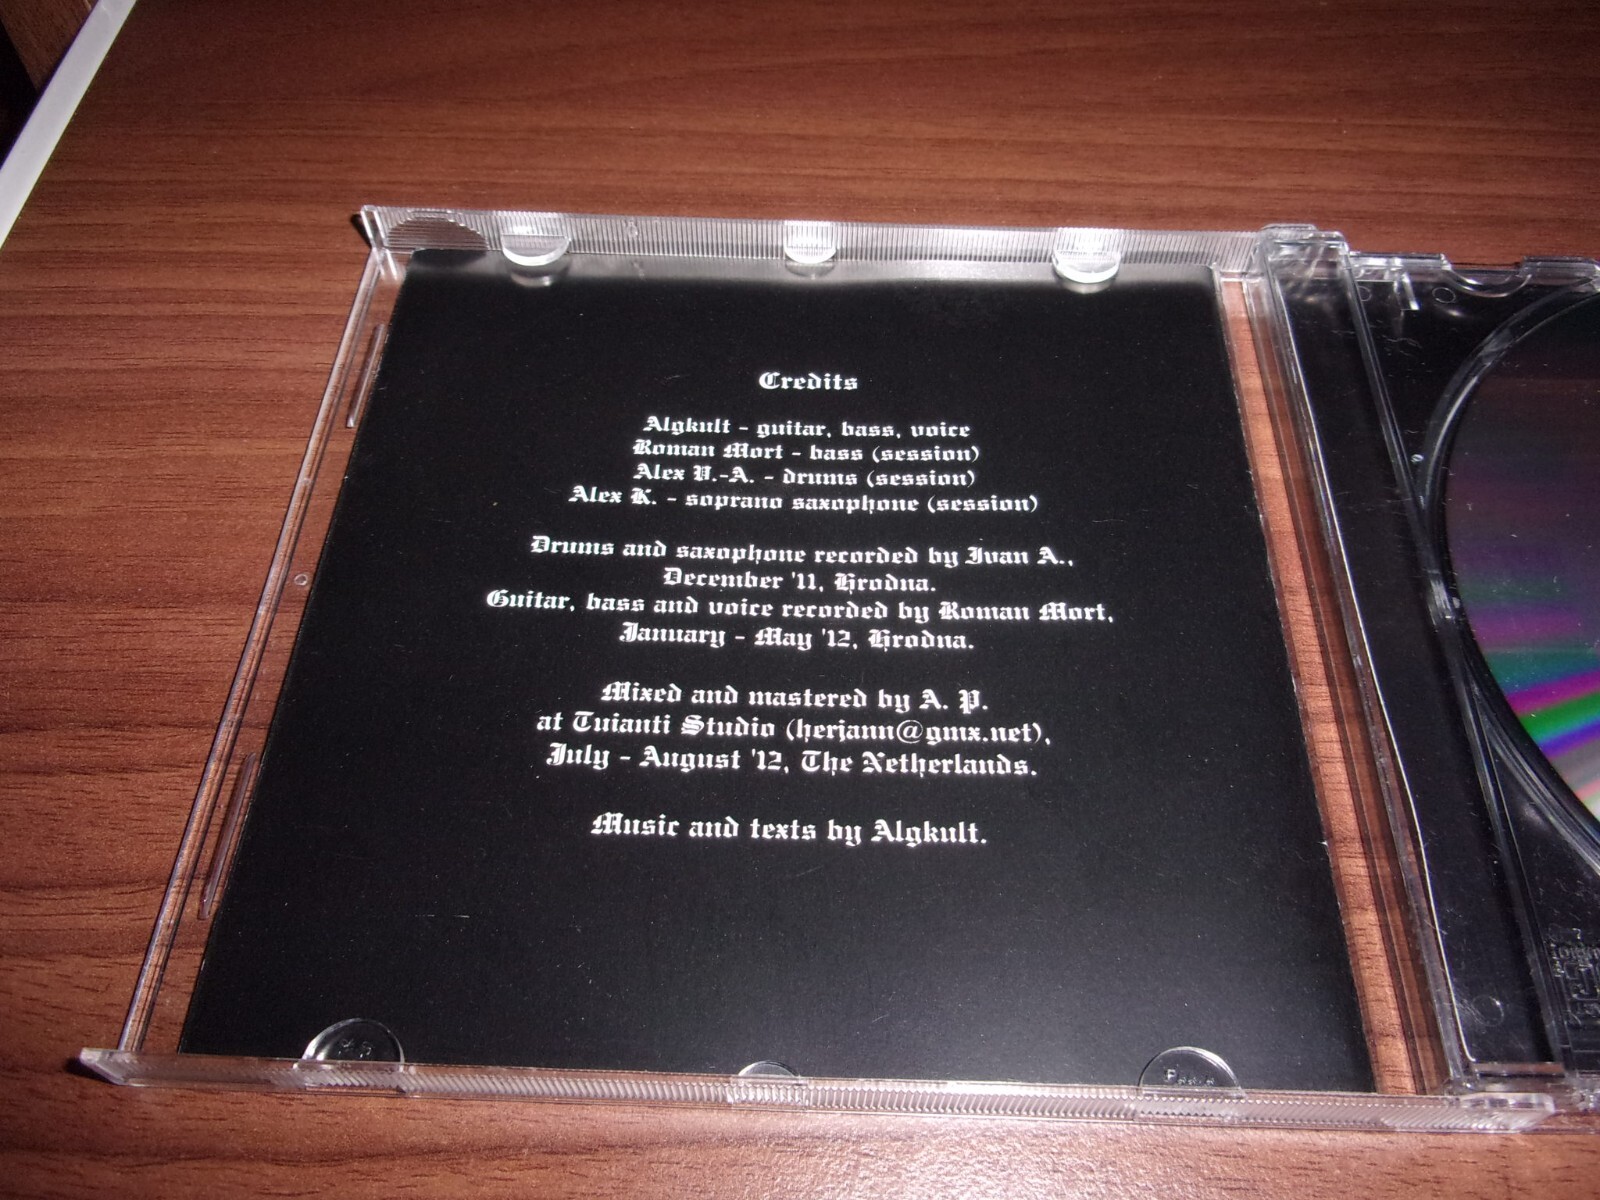 Credits
Algkult - guitar, bass, voice
Roman Mort - bass (session)
Alex V.-A. - drums (session)
Alex K. - soprano saxophone (session)
Drums and saxophone recorded by Ivan A.,
December '11, Hrodna.
Guitar, bass and voice recorded by Roman Mort,
January - May '12, Hrodna.
Mixed and mastered by A. P.
at Tuianti Studio (herjann@gmx.net),
July - August '12, The Netherlands.
Music and texts by Algkult.